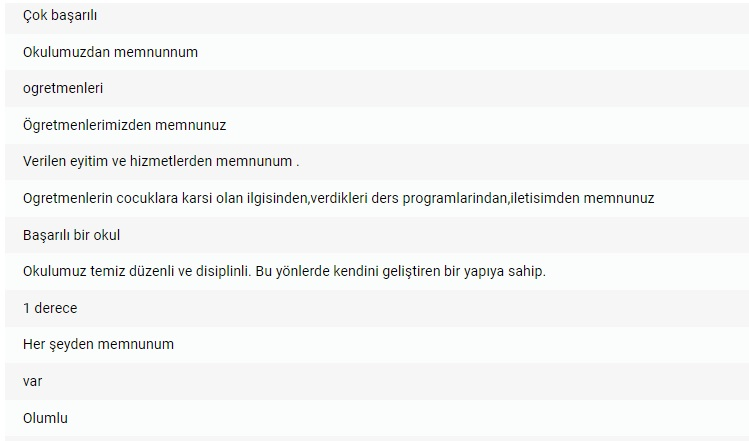 Çok başarılı
Okulumuzdan memnunnum
ogretmenleri
Ögretmenlerimizden memnunuz
Verilen eyitim ve hizmetlerden memnunum .
Ogretmenlerin cocuklara karsi olan ilgisinden,verdikleri ders programlarindan,iletisimden memnunuz
Başarılı bir okul
Okulumuz temiz düzenli ve disiplinli. Bu yönlerde kendini geliştiren bir yapıya sahip.
1 derece
Her şeyden memnunum
var
Olumlu